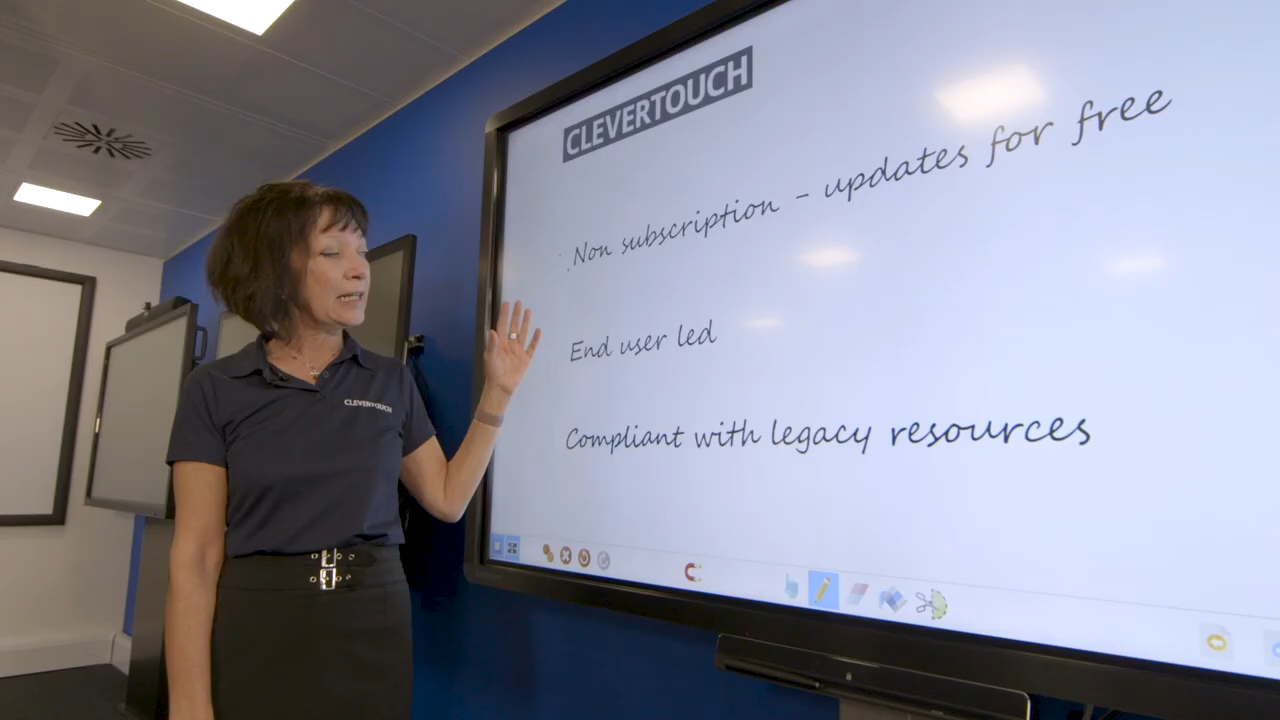 CLEVERTOUCH
Non subscription - updates for free
End user led
Compliant with legacy resources
CLEVERTOUCH